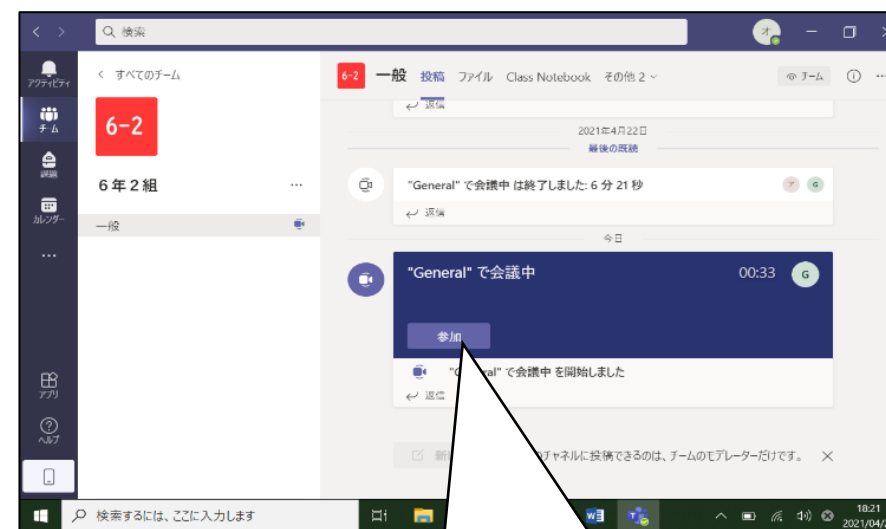 検索
オ
アクティビティ
チーム
課題
カレンダー
アプリ
ヘルプ
すべてのチーム
6-2
6年2組
一般
6-2 一般 投稿 ファイル Class Notebook その他 2
チーム
返信
2021年4月22日
最後の既読
"General" で会議中 は終了しました: 6 分 21 秒
ア G
返信
今日
"General" で会議中 00:33 G
参加
で会議中 を開始しました
返信
チャネルに投稿できるのは、チームのモデレーターだけです。
検索するには、ここに入力します
18:21
2021/04/